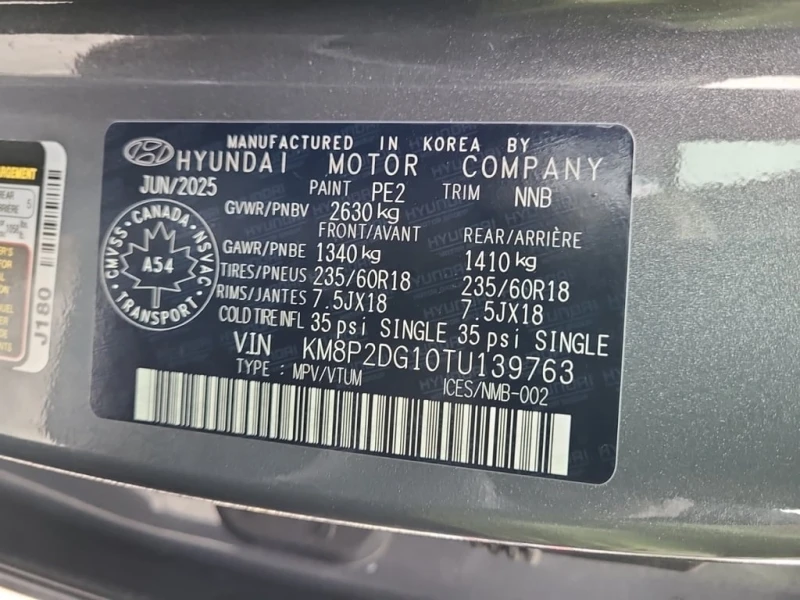 MANUFACTURED IN KOREA BY
HYUNDAI MOTOR COMPANY
JUN/2025 PAINT PE2 TRIM NNB
GVWR/PNBV 2630 kg
FRONT/AVANT REAR/ARRIÈRE
GAWR/PNBE 1340 kg 1410 kg
TIRES/PNEUS 235/60R18 235/60R18
RIMS/JANTES 7.5JX18 7.5JX18
COLD TIRE INFL 35 psi SINGLE 35 psi SINGLE
VIN KM8P2DG10TU139763
TYPE : MPV/VTUM ICES/NMB-002
CANADA
CMVSS NSVAC
A54
TRANSPORT
J180